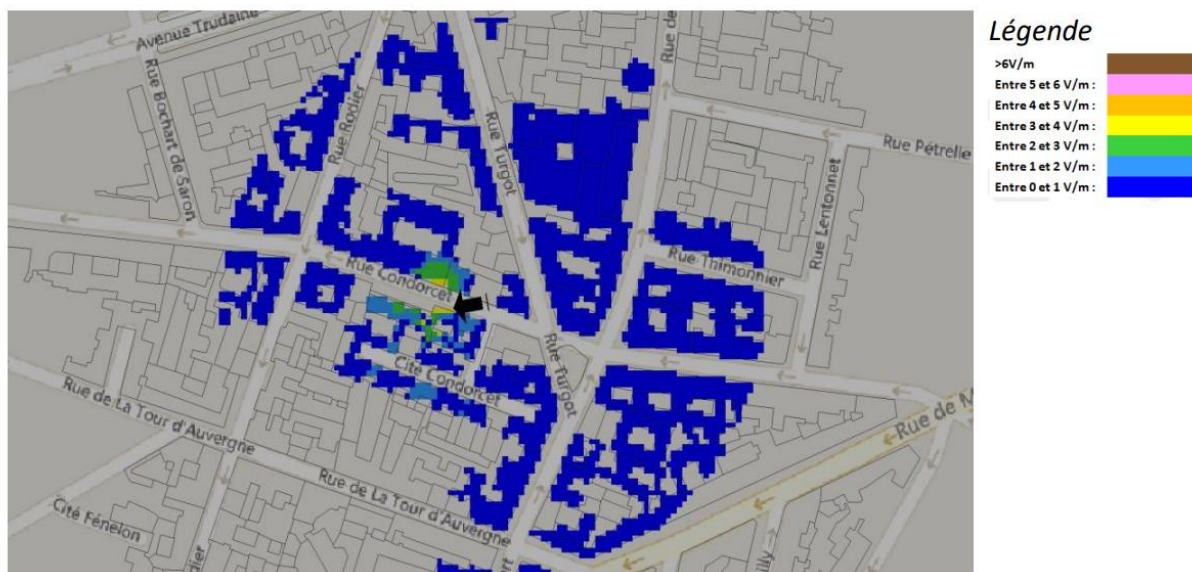 Avenue Trudaine
Rue Bochart de Saron
Rue Rodier
Rue Turgot
Rue de
Rue Pétrelle
Rue Lentonnet
Rue Thimonnier
Rue Condorcet
Cité Condorcet
Rue Turgot
Rue de La Tour d'Auvergne
Rue de La Tour d'Auvergne
Rue de M
Cité Fénelon
dier
ert
illy
Légende
>6V/m
Entre 5 et 6 V/m :
Entre 4 et 5 V/m :
Entre 3 et 4 V/m :
Entre 2 et 3 V/m :
Entre 1 et 2 V/m :
Entre 0 et 1 V/m :